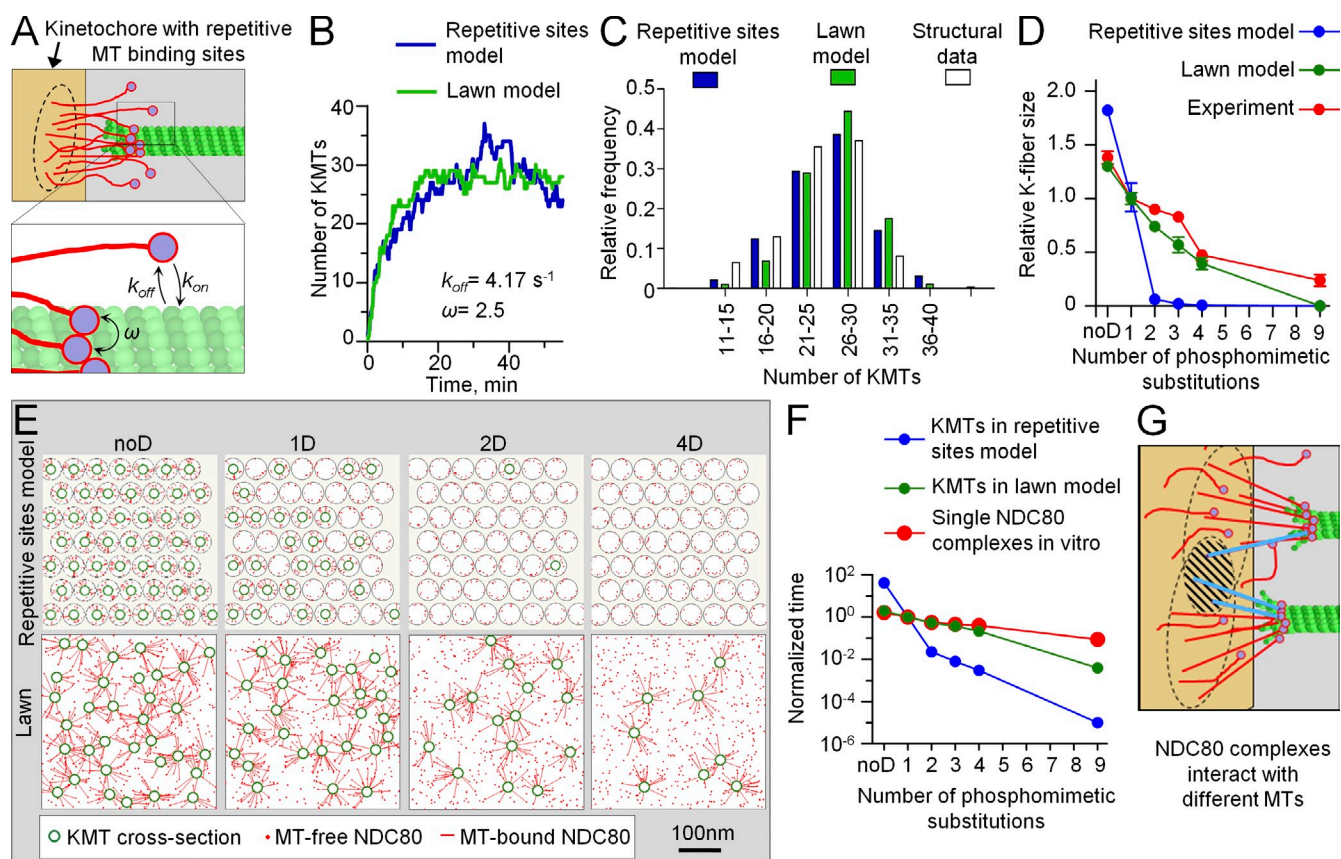 A
Kinetochore with repetitive
MT binding sites
koff
kon
ω
B
Repetitive sites
model
Lawn model
Number of KMTs
40
30
20
10
0
koff= 4.17 s-1
ω= 2.5
0
20
40
Time, min
C
Repetitive sites
model
Lawn
model
Structural
data
Relative frequency
0.5
0.4
0.3
0.2
0.1
0
11-15
16-20
21-25
26-30
31-35
36-40
Number of KMTs
D
Repetitive sites model
Lawn model
Experiment
Relative K-fiber size
2.0
1.5
1.0
0.5
0
noD 1 2 3 4 5 6 7 8 9
Number of phosphomimetic
substitutions
E
noD 1D 2D 4D
Repetitive sites model
Lawn
KMT cross-section
MT-free NDC80
MT-bound NDC80
100nm
F
KMTs in repetitive
sites model
KMTs in lawn model
Single NDC80
complexes in vitro
Normalized time
10^2
10^0
10^-2
10^-4
10^-6
noD 1 2 3 4 5 6 7 8 9
Number of phosphomimetic
substitutions
G
NDC80 complexes
interact with
different MTs